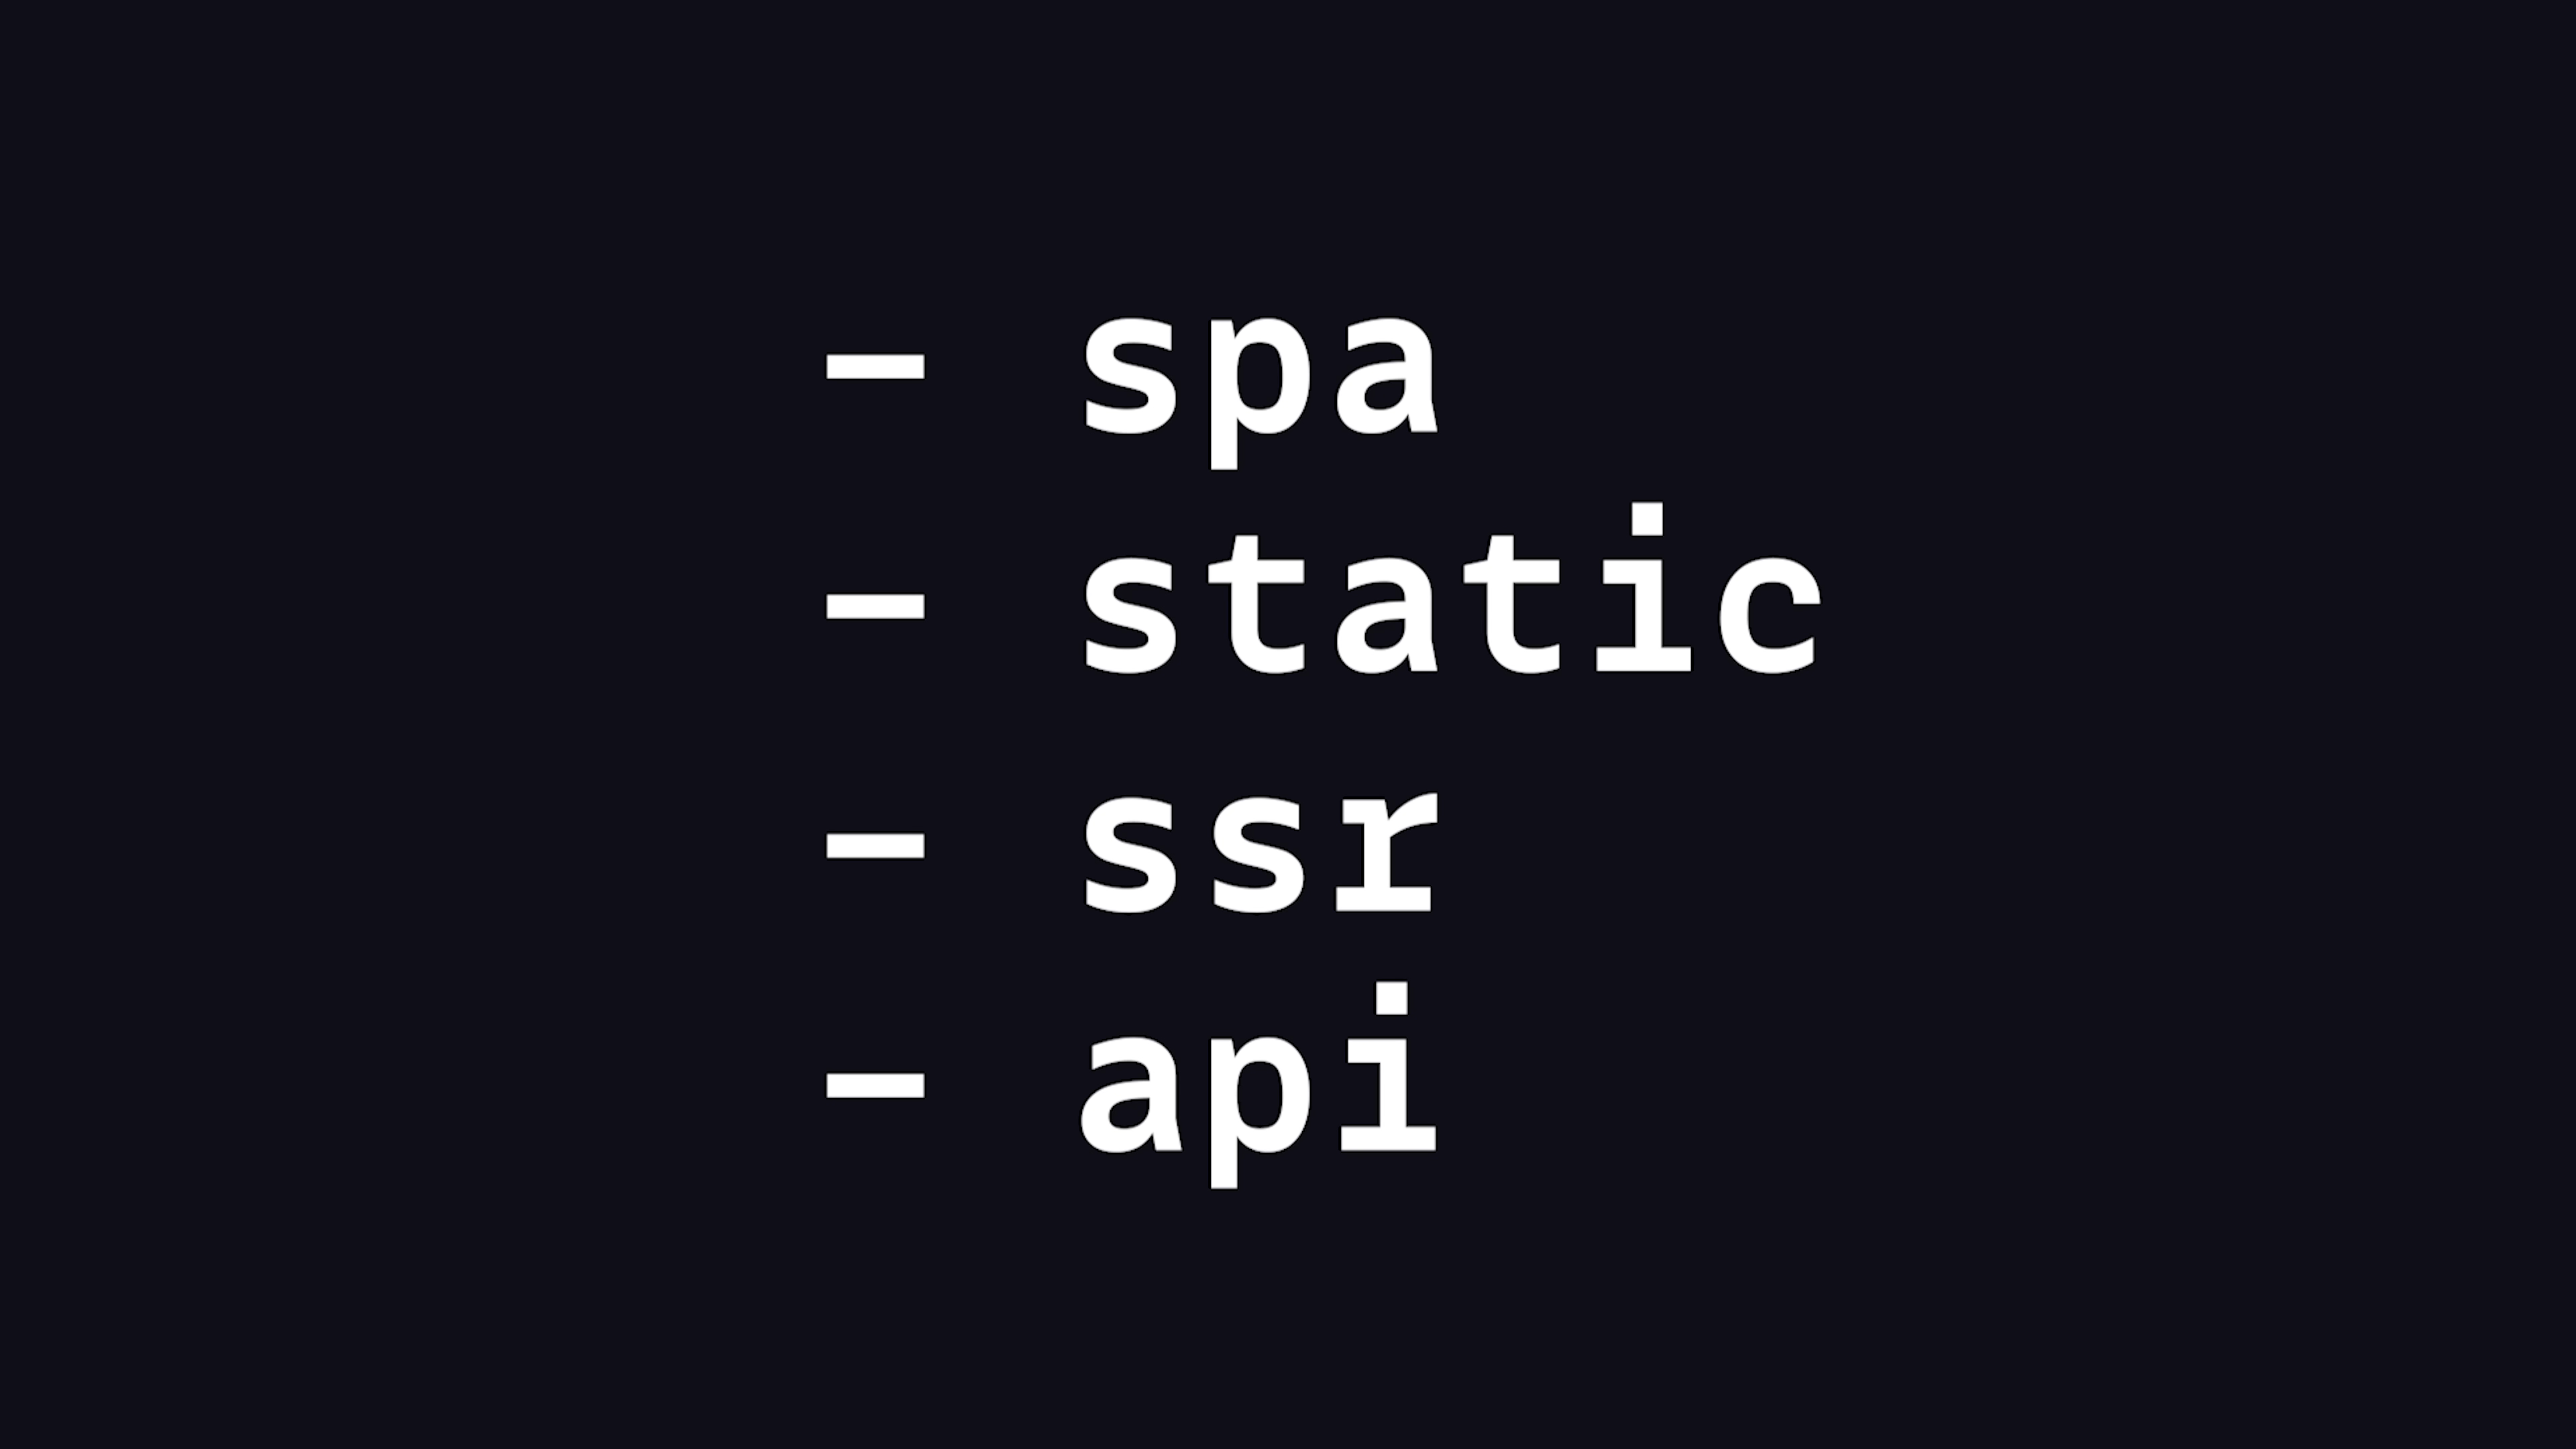 - spa
- static
- ssr
- api